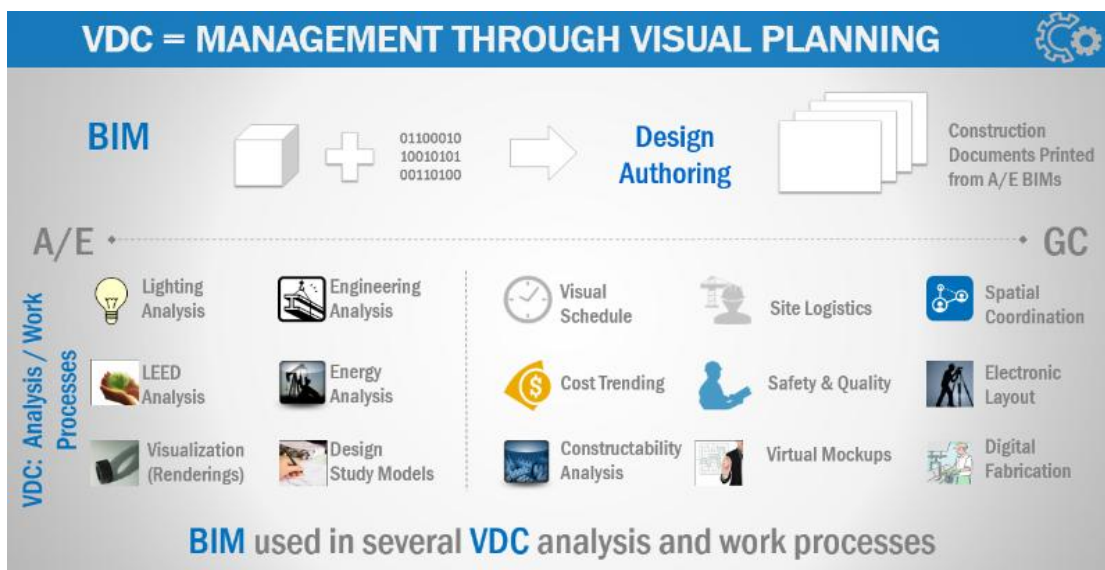 VDC = MANAGEMENT THROUGH VISUAL PLANNING
BIM
01100010
10010101
00110100
Design
Authoring
Construction
Documents Printed
from A/E BIMs
A/E
GC
VDC: Analysis / Work
Processes
Lighting
Analysis
Engineering
Analysis
Visual
Schedule
Site Logistics
Spatial
Coordination
LEED
Analysis
Energy
Analysis
Cost Trending
Safety & Quality
Electronic
Layout
Visualization
(Renderings)
Design
Study Models
Constructability
Analysis
Virtual Mockups
Digital
Fabrication
BIM used in several VDC analysis and work processes